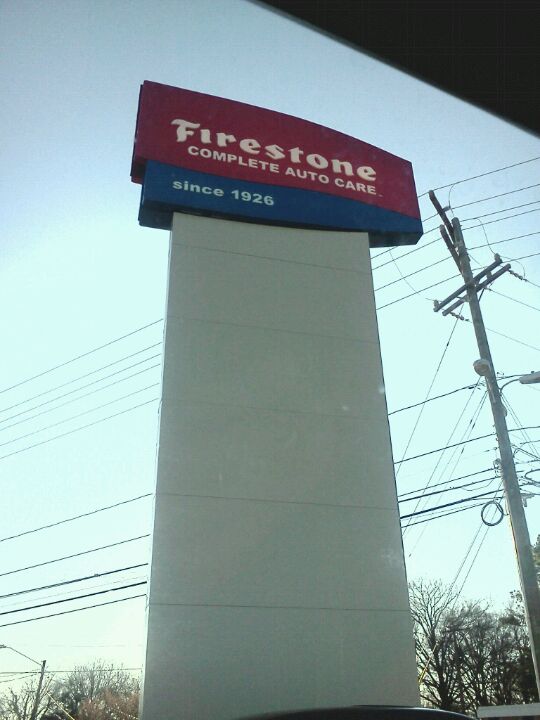 Firestone
COMPLETE AUTO CARE
since 1926